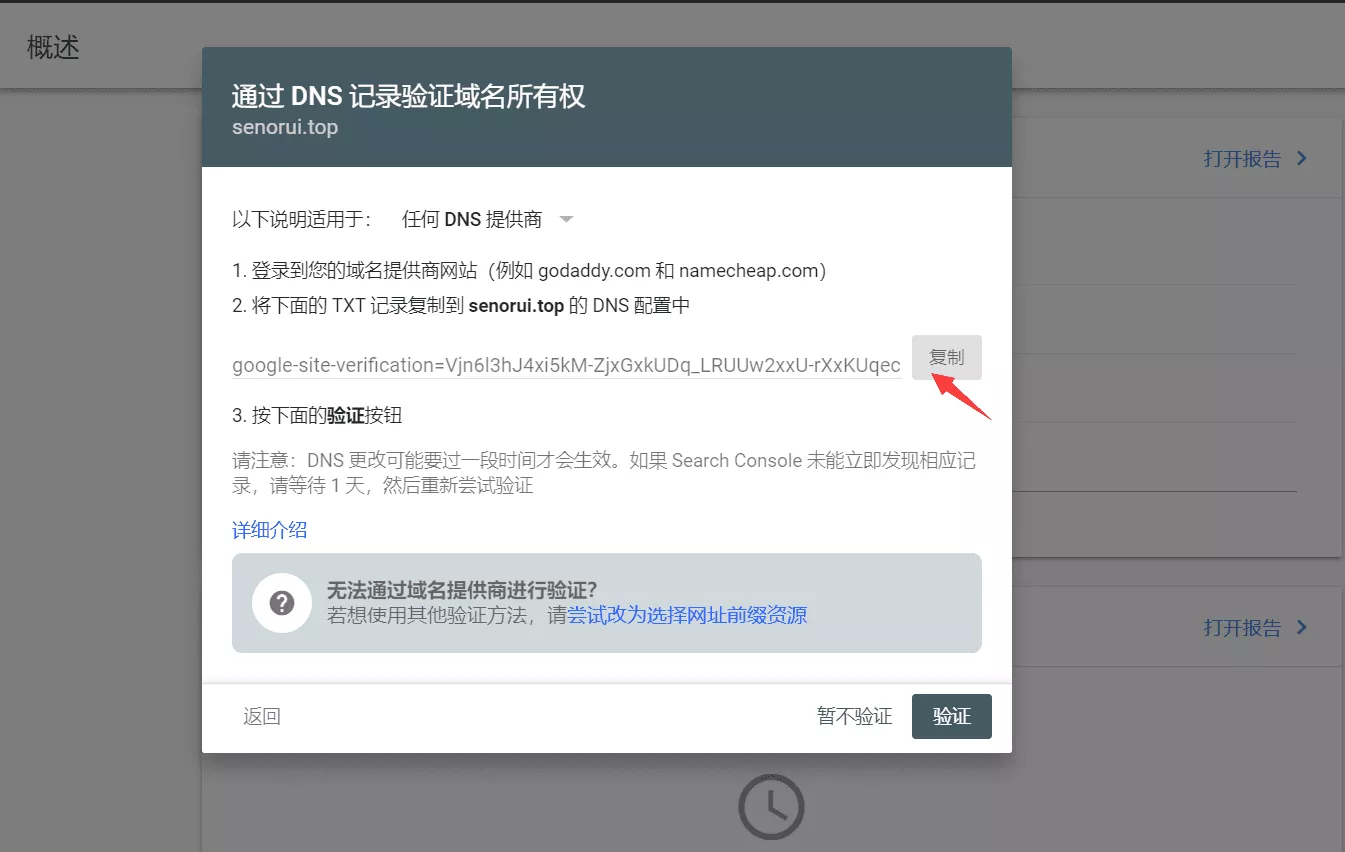 概述
通过 DNS 记录验证域名所有权
senorui.top
打开报告
以下说明适用于： 任何 DNS 提供商
1. 登录到您的域名提供商网站（例如 godaddy.com 和 namecheap.com）
2. 将下面的 TXT 记录复制到 senorui.top 的 DNS 配置中
google-site-verification=Vjn6l3hJ4xi5kM-ZjxGxkUDq_LRUUw2xxU-rXxKUqec
复制
3. 按下面的验证按钮
请注意：DNS 更改可能要过一段时间才会生效。如果 Search Console 未能立即发现相应记
录，请等待 1 天，然后重新尝试验证
详细介绍
无法通过域名提供商进行验证？
若想使用其他验证方法，请尝试改为选择网址前缀资源
打开报告
返回
暂不验证
验证